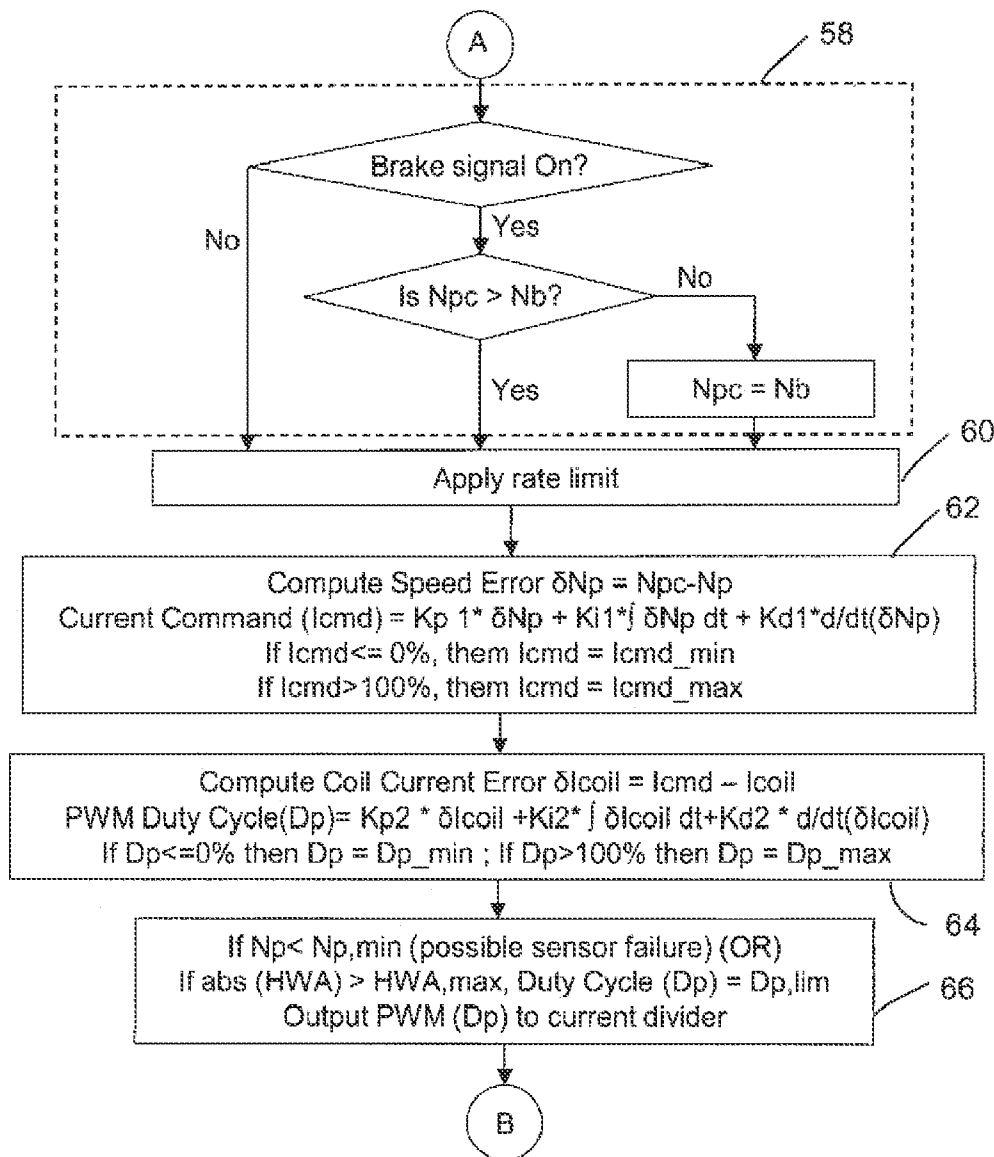 A
58
Brake signal On?
No
Yes
Is Npc > Nb?
No
Yes
Npc = Nb
60
Apply rate limit
62
Compute Speed Error δNp = Npc-Np
Current Command (Icmd) = Kp 1* δNp + Ki1*∫ δNp dt + Kd1*d/dt(δNp)
If Icmd<= 0%, them Icmd = Icmd_min
If Icmd>100%, them Icmd = Icmd_max
Compute Coil Current Error δIcoil = Icmd – Icoil
PWM Duty Cycle(Dp)= Kp2 * δIcoil +Ki2* ∫ δIcoil dt+Kd2 * d/dt(δIcoil)
If Dp<=0% then Dp = Dp_min ; If Dp>100% then Dp = Dp_max
64
If Np< Np,min (possible sensor failure) (OR)
If abs (HWA) > HWA,max, Duty Cycle (Dp) = Dp,lim
Output PWM (Dp) to current divider
66
B